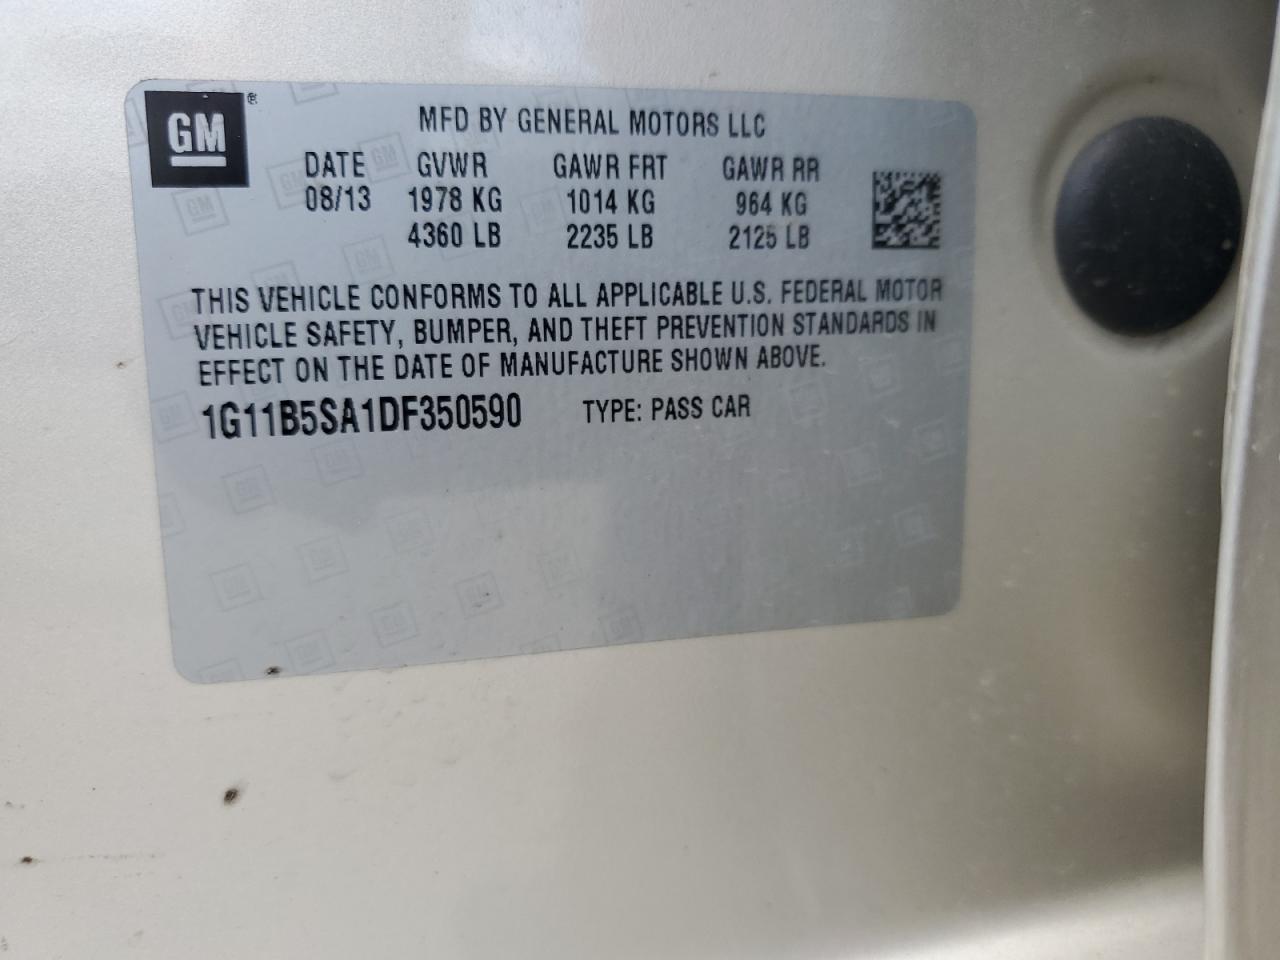 GM®
MFD BY GENERAL MOTORS LLC
DATE GVWR GAWR FRT GAWR RR
08/13 1978 KG 1014 KG 964 KG
4360 LB 2235 LB 2125 LB
THIS VEHICLE CONFORMS TO ALL APPLICABLE U.S. FEDERAL MOTOR
VEHICLE SAFETY, BUMPER, AND THEFT PREVENTION STANDARDS IN
EFFECT ON THE DATE OF MANUFACTURE SHOWN ABOVE.
1G11B5SA1DF350590 TYPE: PASS CAR